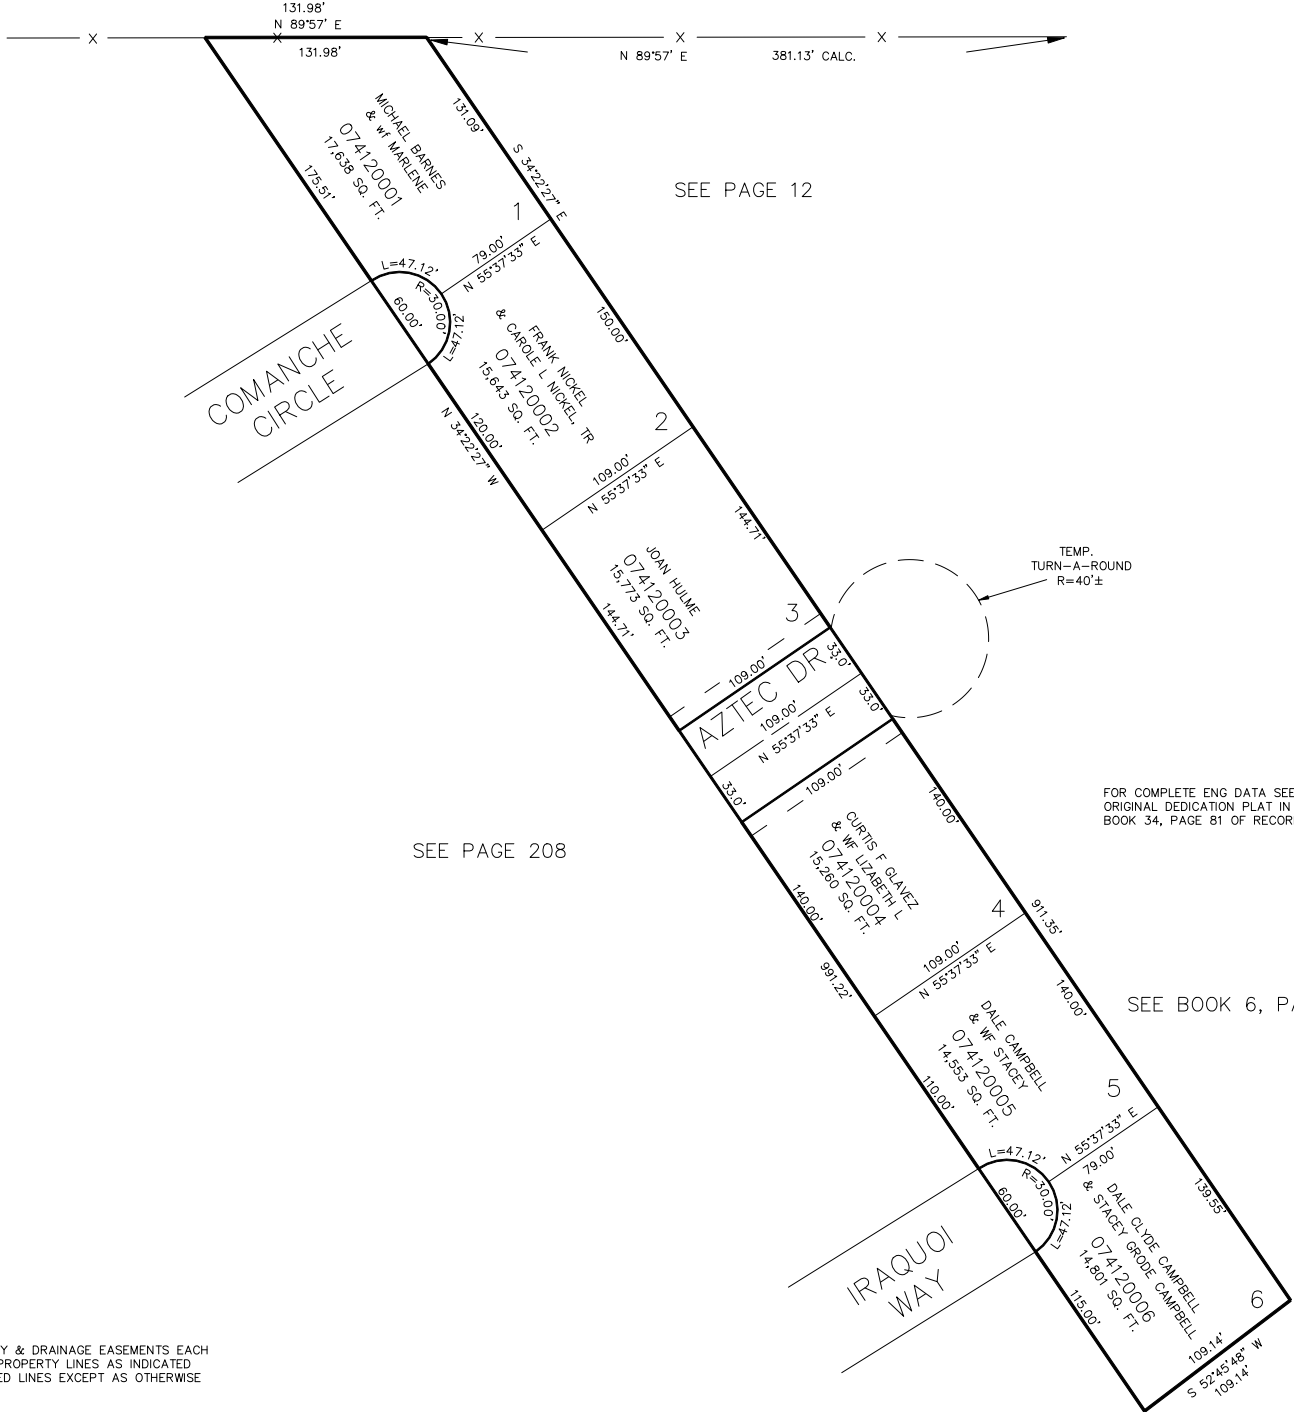 131.98'
N 89°57' E
X
X
X
X
X
131.98'
N 89°57' E
381.13' CALC.
MICHAEL BARNES
& wf MARLENE
074120001
17,638 SQ. FT.
131.09'
S 34°22'27" E
175.51'
SEE PAGE 12
1
79.00'
N 55°37'33" E
L=47.12'
R=30.00'
60.00'
L=47.12'
COMANCHE
CIRCLE
FRANK NICKEL
& CAROLE L NICKEL, TR
074120002
15,643 SQ. FT.
150.00'
120.00'
N 34°22'27" W
2
109.00'
N 55°37'33" E
JOAN HULME
074120003
15,773 SQ. FT.
144.71'
144.71'
3
TEMP.
TURN-A-ROUND
R=40'±
109.00'
AZTEC DR.
33.0'
33.0'
109.00'
N 55°37'33" E
33.0'
109.00'
FOR COMPLETE ENG DATA SEE
ORIGINAL DEDICATION PLAT IN
BOOK 34, PAGE 81 OF RECOR
SEE PAGE 208
CURTIS F GLAVEZ
& WF LIZABETH L
074120004
15,260 SQ. FT.
140.00'
140.00'
4
911.35'
991.22'
109.00'
N 55°37'33" E
SEE BOOK 6, PA
DALE CAMPBELL
& WF STACEY
074120005
14,553 SQ. FT.
140.00'
110.00'
5
N 55°37'33" E
79.00'
L=47.12'
R=30.00'
60.00'
L=47.12'
IRAQUOI
WAY
DALE CLYDE CAMPBELL
& STACEY GRODE CAMPBELL
074120006
14,801 SQ. FT.
139.55'
115.00'
6
109.14'
S 52°45'48" W
109.14'
Y & DRAINAGE EASEMENTS EACH
PROPERTY LINES AS INDICATED
ED LINES EXCEPT AS OTHERWISE